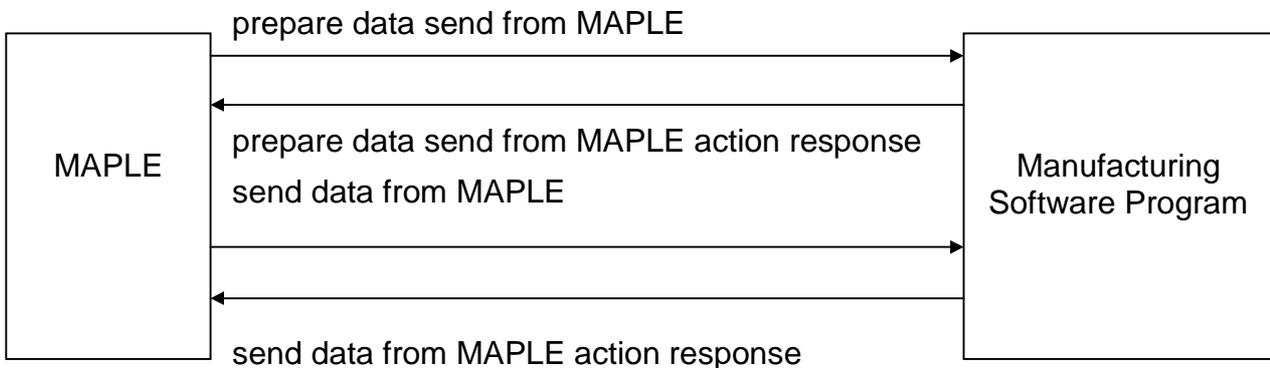 prepare data send from MAPLE
MAPLE
prepare data send from MAPLE action response
send data from MAPLE
Manufacturing
Software Program
send data from MAPLE action response